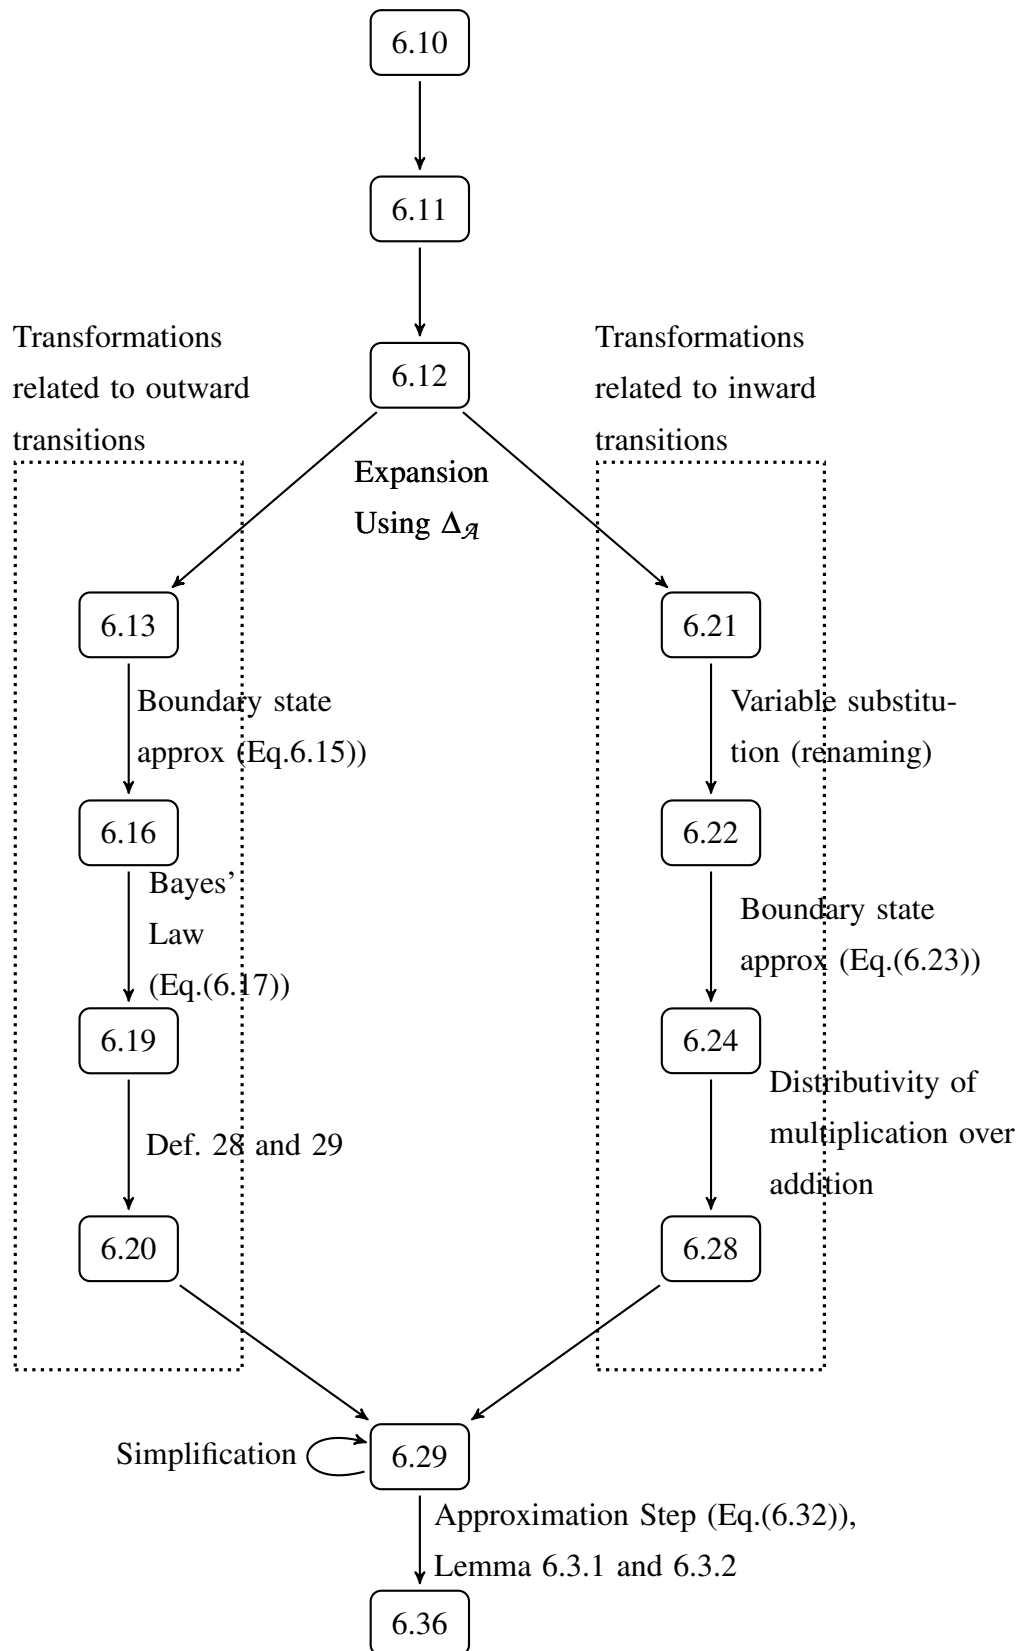 6.10
6.11
6.12
Transformations
related to outward
transitions
Transformations
related to inward
transitions
Expansion
Using Δ𝒜
6.13
6.21
Boundary state
approx (Eq.6.15))
Variable substitu-
tion (renaming)
6.16
6.22
Bayes'
Law
(Eq.(6.17))
Boundary state
approx (Eq.(6.23))
6.19
6.24
Def. 28 and 29
Distributivity of
multiplication over
addition
6.20
6.28
Simplification
6.29
Approximation Step (Eq.(6.32)),
Lemma 6.3.1 and 6.3.2
6.36